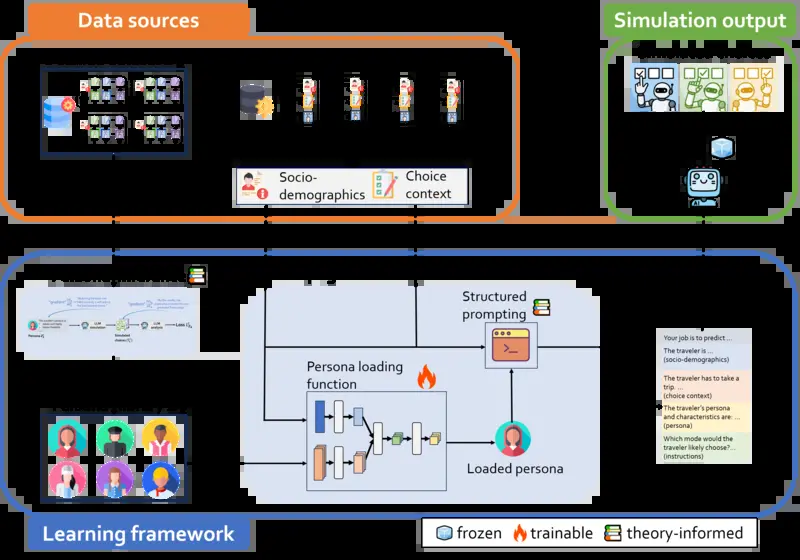 Data sources
Simulation output
Socio-
demographics
Choice
context
Structured
prompting
Persona loading
function
Loaded persona
Your job is to predict ...
The traveler is ...
(socio-demographics)
The traveler has to take a
trip. ...
(choice context)
The traveler's persona
and characteristics are: ...
(persona)
Which mode would the
traveler likely choose?...
(instructions)
Learning framework
frozen
trainable
theory-informed